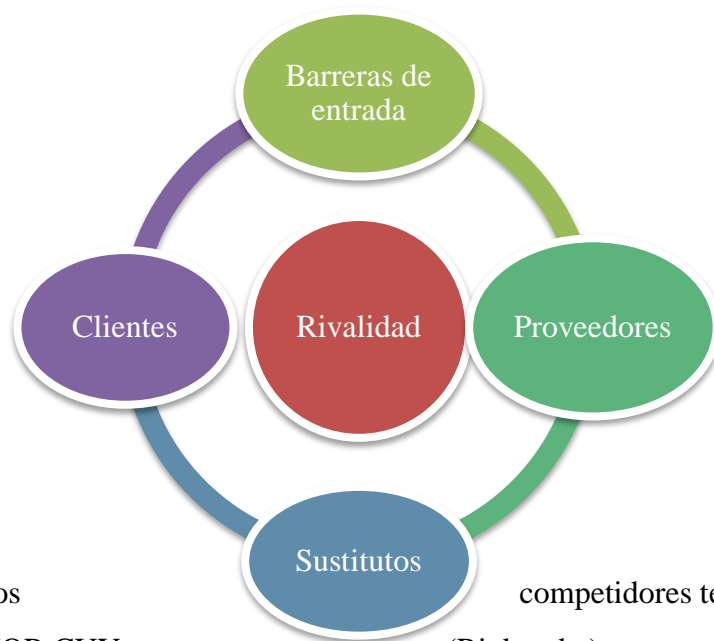 Barreras de
entrada
Clientes
Rivalidad
Proveedores
Sustitutos
competidores